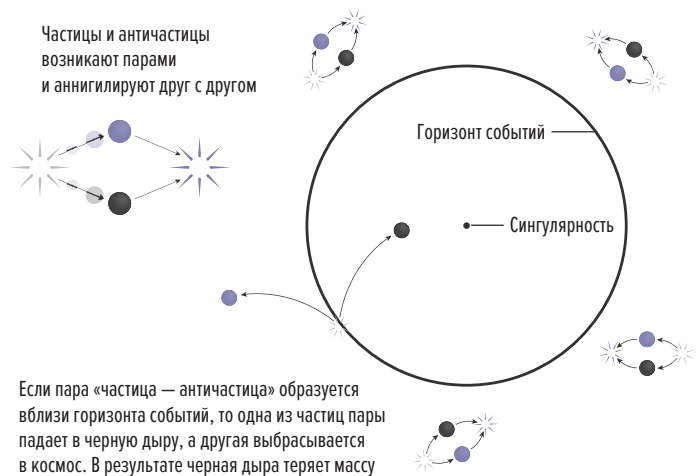 Частицы и античастицы
возникают парами
и аннигилируют друг с другом
Горизонт событий
Сингулярность
Если пара «частица — античастица» образуется
вблизи горизонта событий, то одна из частиц пары
падает в черную дыру, а другая выбрасывается
в космос. В результате черная дыра теряет массу